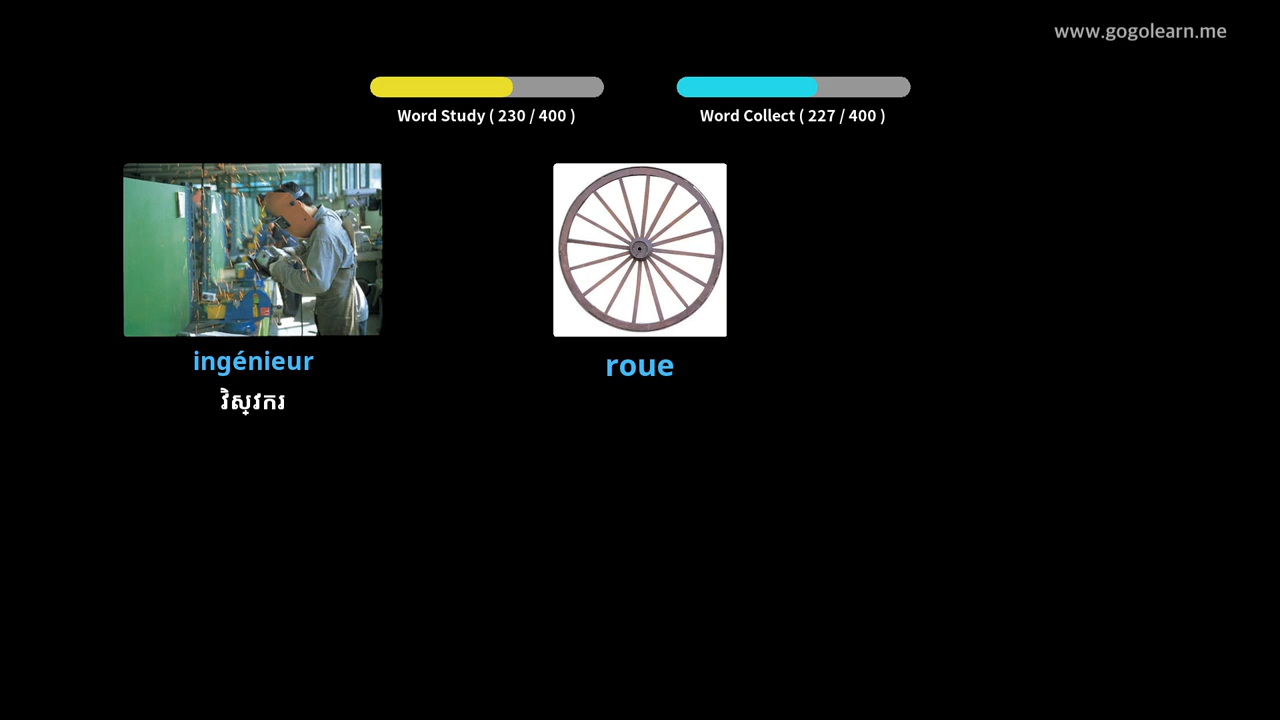 www.gogolearn.me
Word Study ( 230 / 400 )
Word Collect ( 227 / 400 )
ingénieur
វិស្វករ
roue